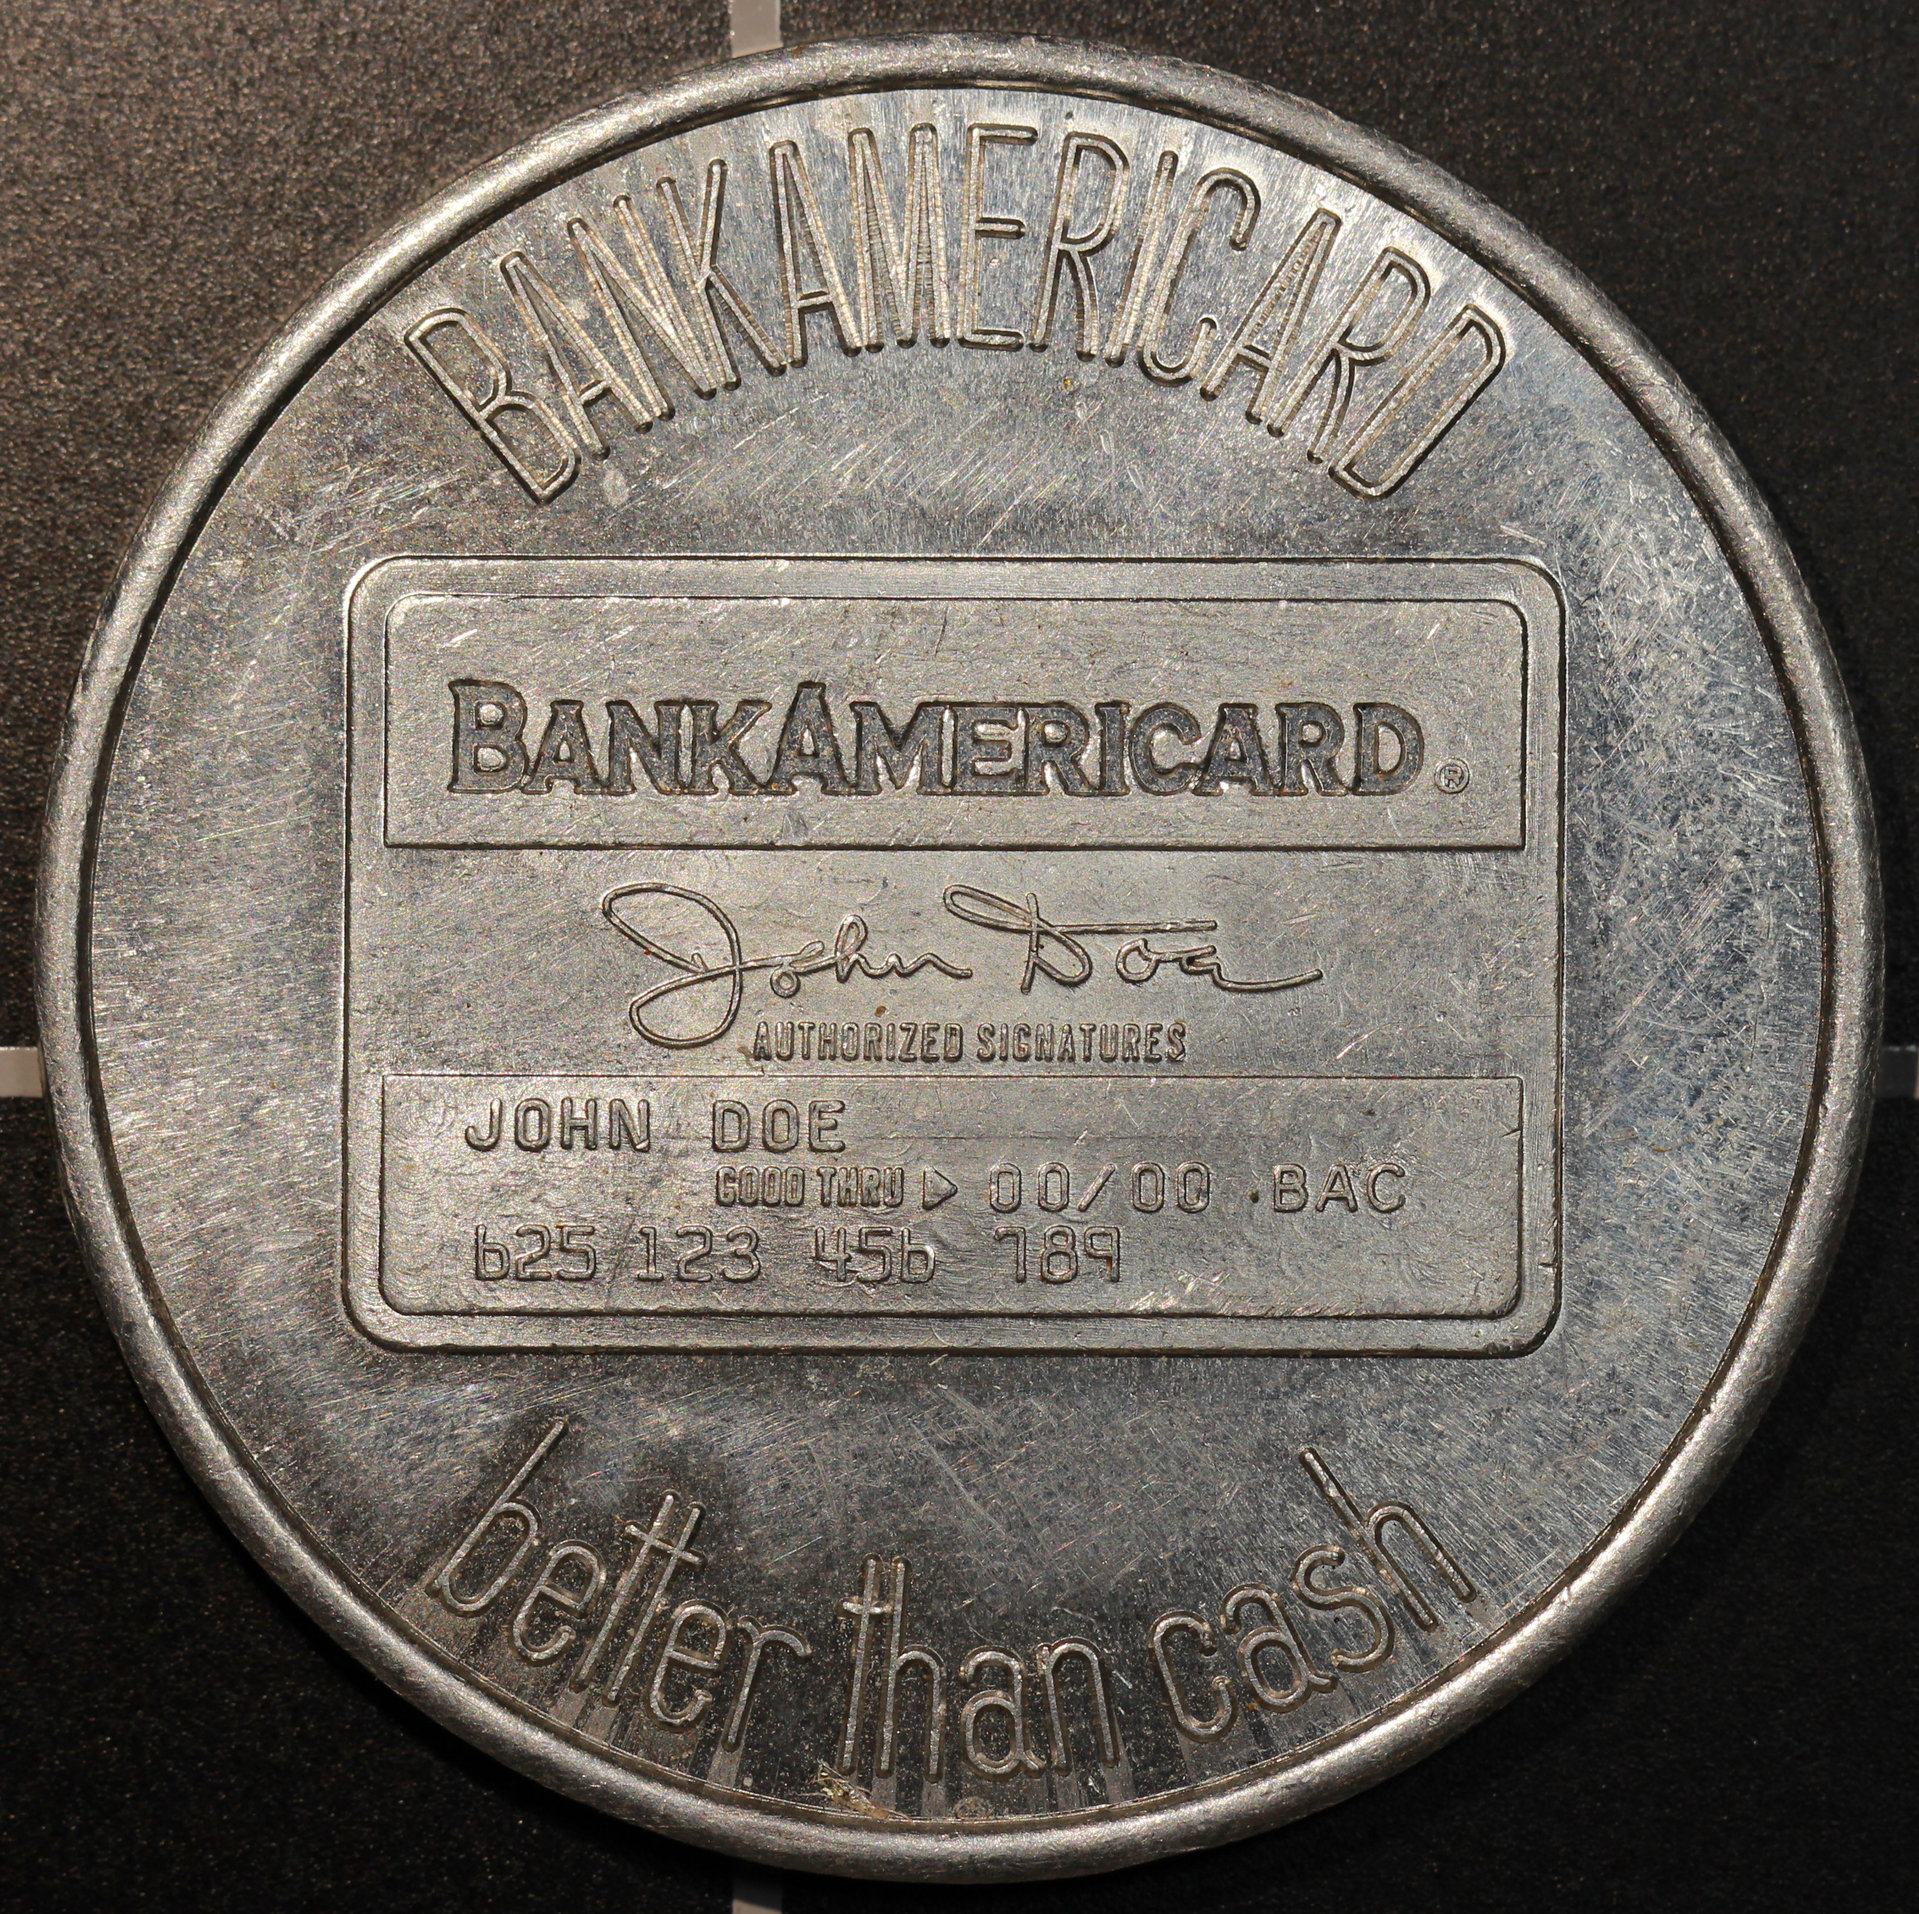 BANKAMERICARD
BANKAMERICARD®
John Doe
AUTHORIZED SIGNATURES
JOHN DOE
GOOD THRU ▷ 00/00 .BAC
625 123 456 789
better than cash